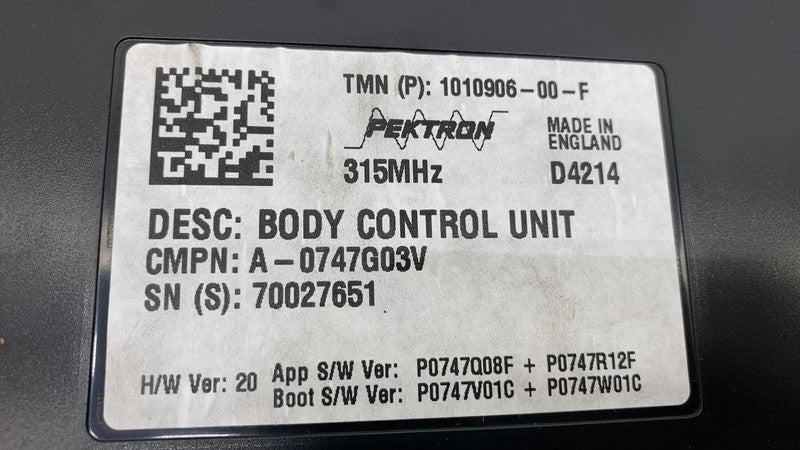 TMN (P): 1010906-00-F
PEKTRON
MADE IN
ENGLAND
315MHz
D4214
DESC: BODY CONTROL UNIT
CMPN: A-0747G03V
SN (S): 70027651
H/W Ver: 20
App S/W Ver: P0747Q08F + P0747R12F
Boot S/W Ver: P0747V01C + P0747W01C